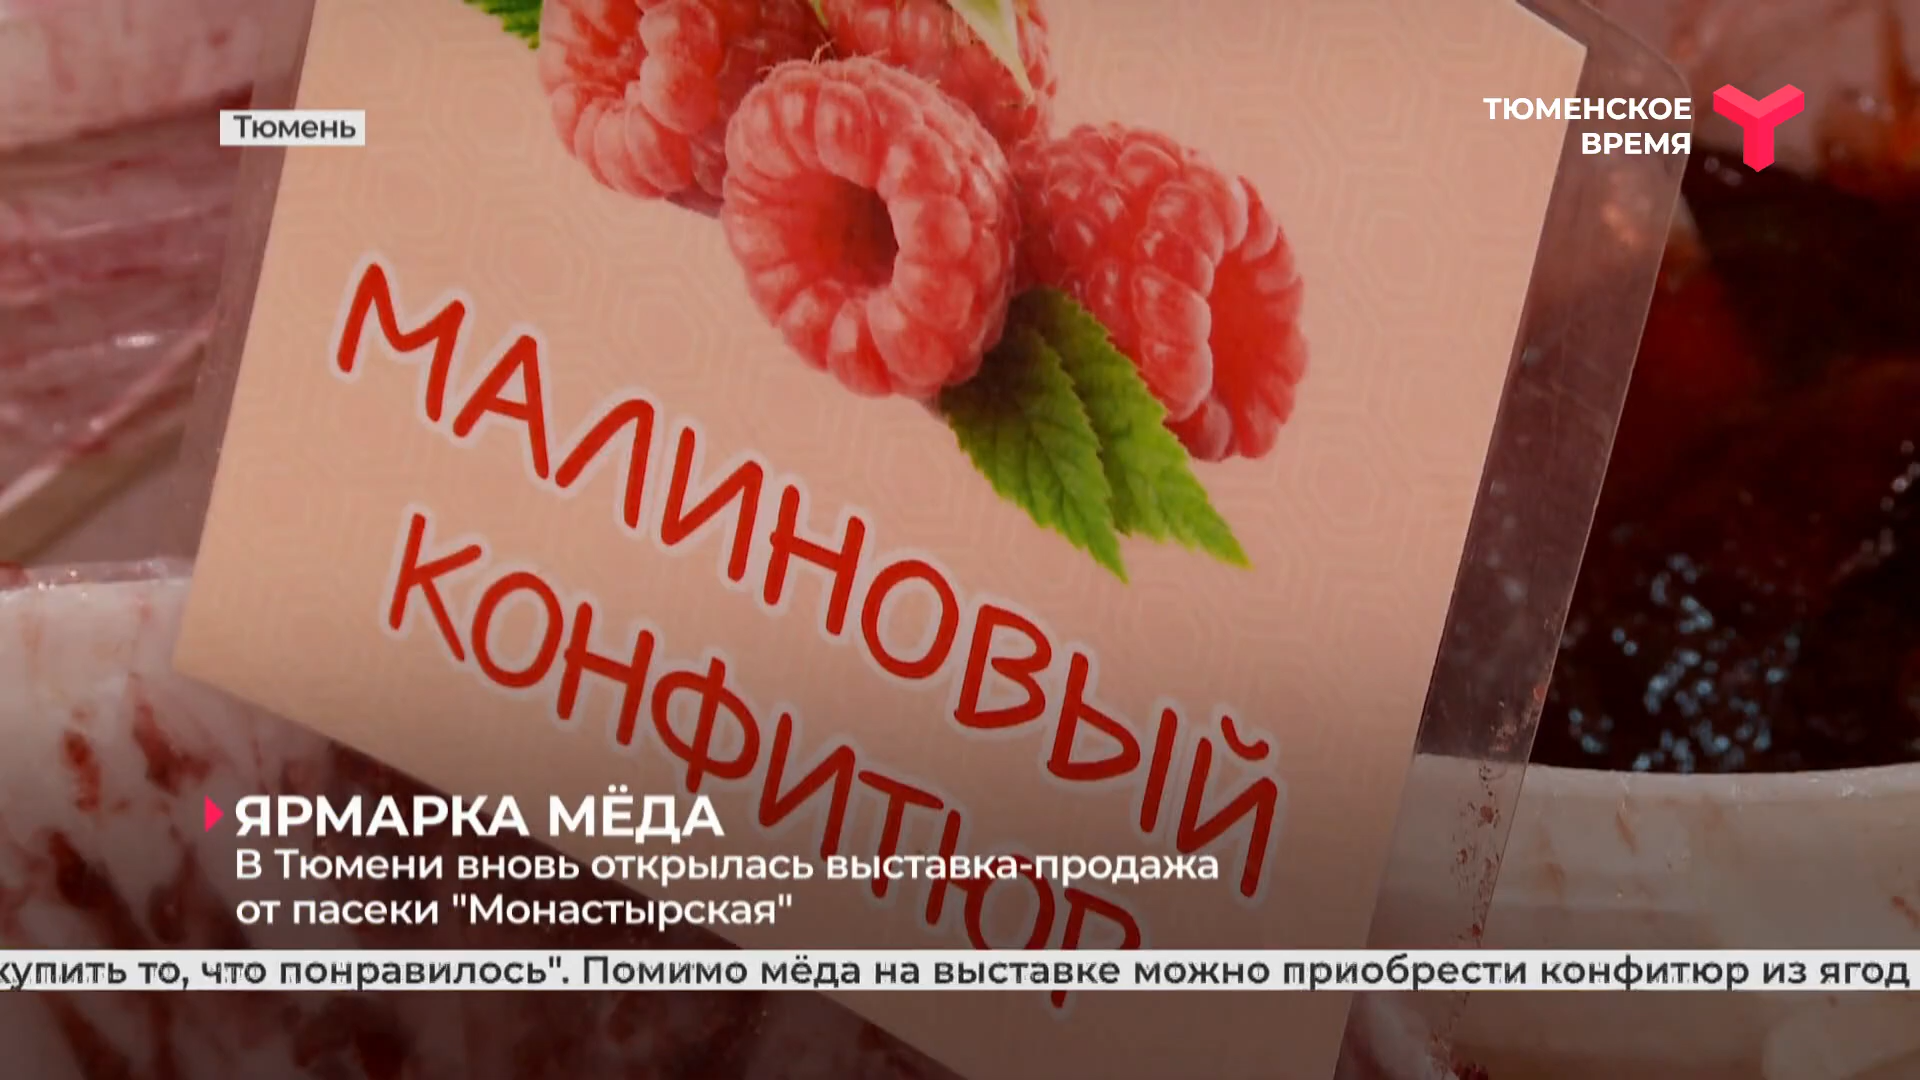 Тюмень
ТЮМЕНСКОЕ
ВРЕМЯ
МАЛИНОВЫЙ
КОНФИТЮР
ЯРМАРКА МЁДА
В Тюмени вновь открылась выставка-продажа
от пасеки "Монастырская"
купить то, что понравилось". Помимо мёда на выставке можно приобрести конфитюр из ягод